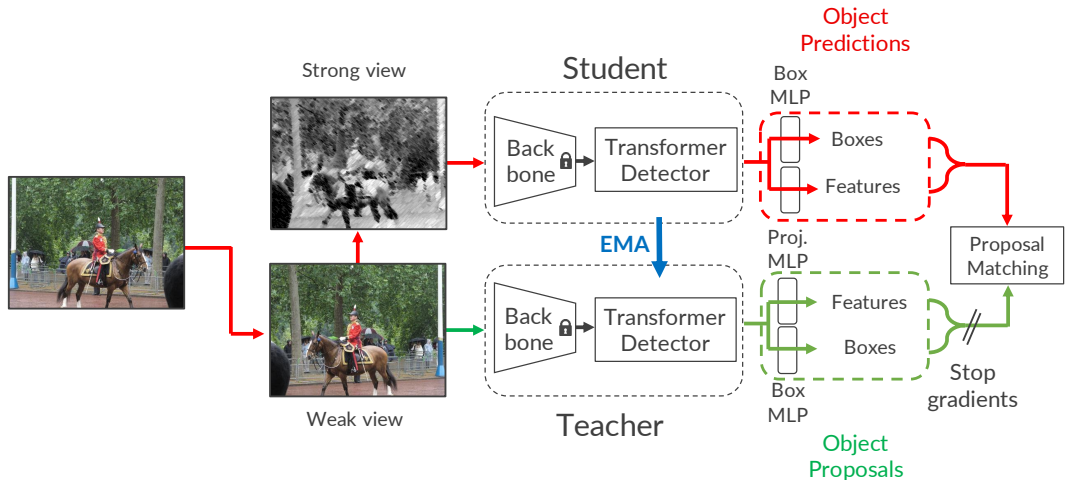 Object
Predictions
Strong view
Student
Box
MLP
Back
bone
Transformer
Detector
Boxes
Features
EMA
Proj.
MLP
Proposal
Matching
Back
bone
Transformer
Detector
Features
Boxes
Box
MLP
Stop
gradients
Weak view
Teacher
Object
Proposals